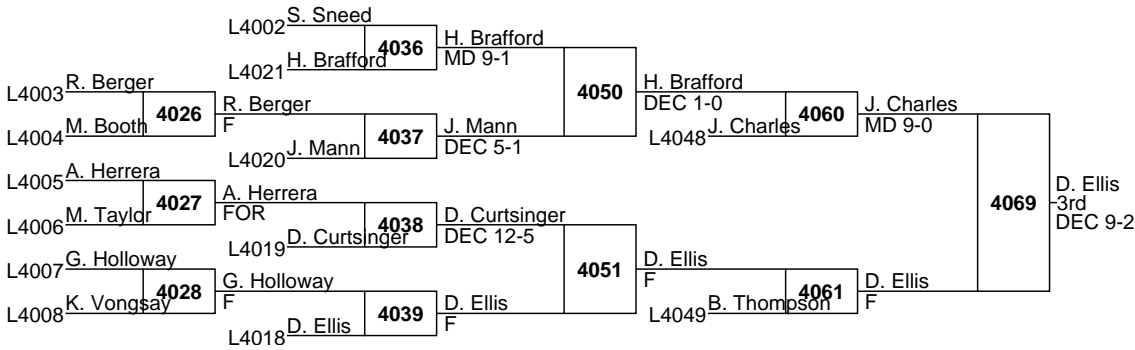 S. Sneed
L4002
4036
H. Brafford
MD 9-1
H. Brafford
L4021
R. Berger
L4003
4026
R. Berger
F
M. Booth
L4004
4037
J. Mann
DEC 5-1
J. Mann
L4020
4050
H. Brafford
DEC 1-0
4060
J. Charles
MD 9-0
J. Charles
L4048
A. Herrera
L4005
4027
A. Herrera
FOR
M. Taylor
L4006
4038
D. Curtsinger
DEC 12-5
D. Curtsinger
L4019
G. Holloway
L4007
4028
G. Holloway
F
K. Vongsay
L4008
4039
D. Ellis
F
D. Ellis
L4018
4051
D. Ellis
F
4061
D. Ellis
F
B. Thompson
L4049
4069
D. Ellis
3rd
DEC 9-2